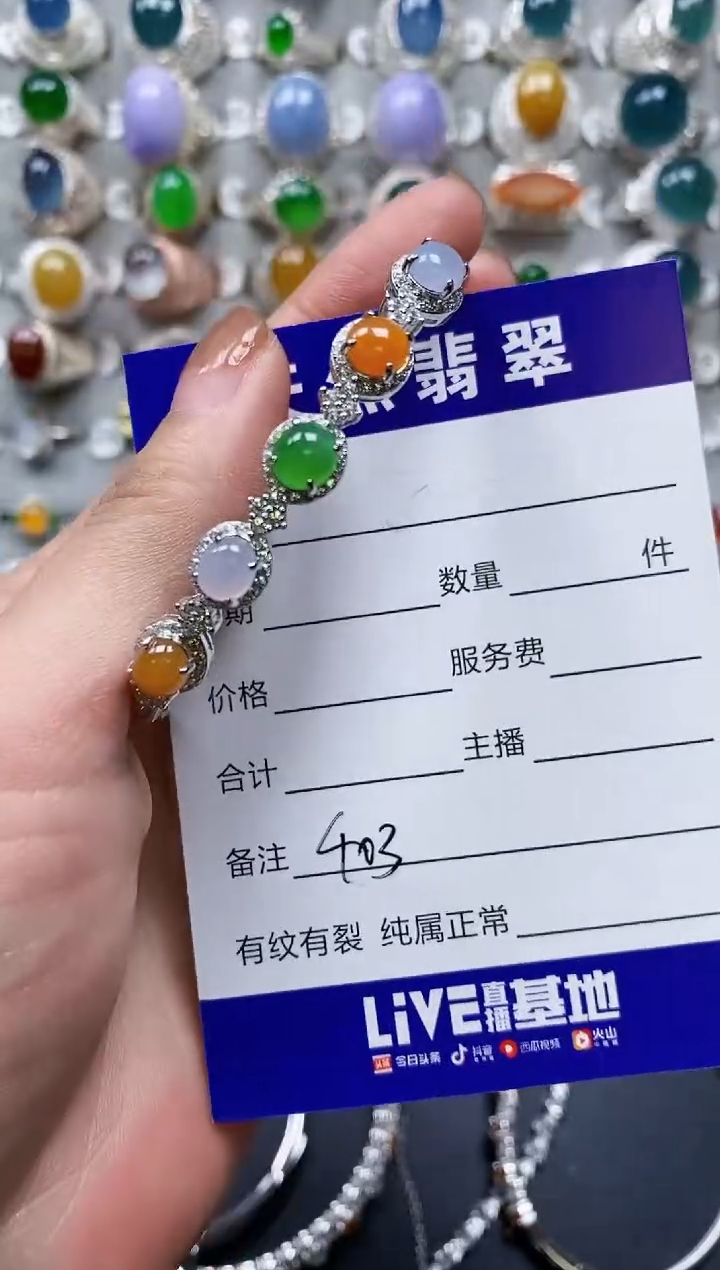 翡翠
数量 件
期
价格 服务费
合计 主播
备注 403
有纹有裂 纯属正常
LiVE直播基地
今日头条 抖音 西瓜视频 火山